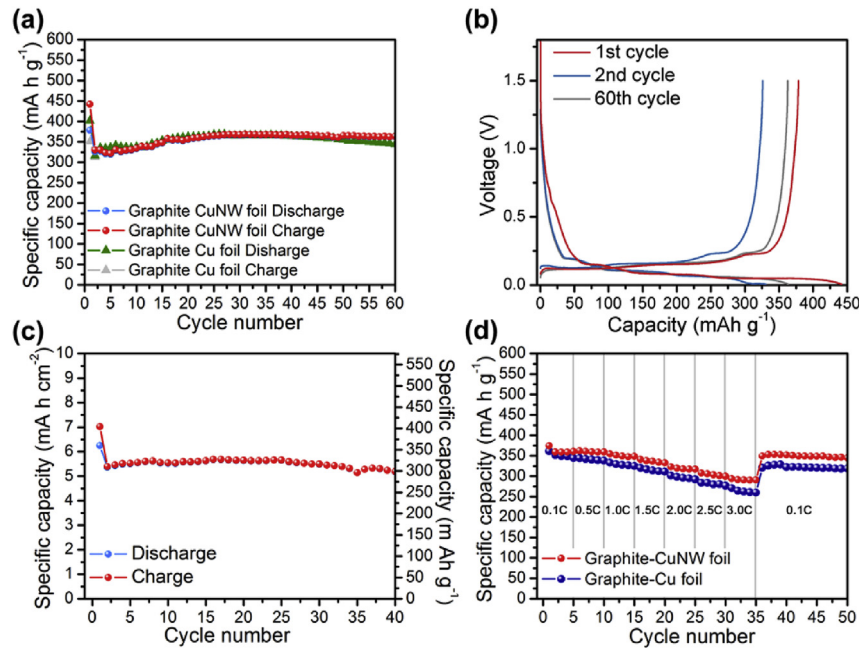 (a)
Specific capacity (mA h g⁻¹)
600
550
500
450
400
350
300
250
200
150
100
50
0
Graphite CuNW foil Discharge
Graphite CuNW foil Charge
Graphite Cu foil Disharge
Graphite Cu foil Charge
0 5 10 15 20 25 30 35 40 45 50 55 60
Cycle number
(b)
Voltage (V)
1.5
1.0
0.5
0.0
1st cycle
2nd cycle
60th cycle
0 50 100 150 200 250 300 350 400 450
Capacity (mAh g⁻¹)
(c)
Specific capacity (mA h cm⁻²)
10
9
8
7
6
5
4
3
2
1
0
Discharge
Charge
550
500
450
400
350
300
250
200
150
100
50
0
Specific capacity (m Ah g⁻¹)
0 5 10 15 20 25 30 35 40
Cycle number
(d)
Specific capacity (mA h g⁻¹)
600
550
500
450
400
350
300
250
200
150
100
50
0
0.1C 0.5C 1.0C 1.5C 2.0C 2.5C 3.0C 0.1C
Graphite-CuNW foil
Graphite-Cu foil
0 5 10 15 20 25 30 35 40 45 50
Cycle number